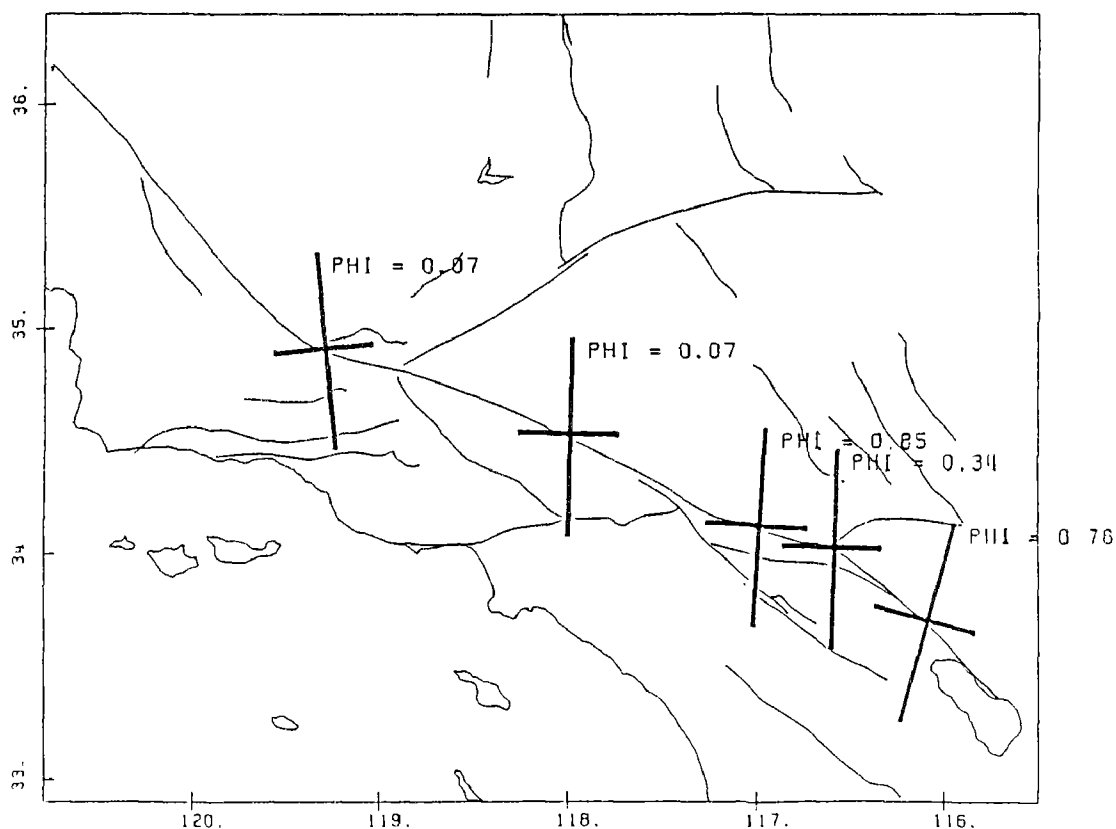 36.
PHI = 0.07
35.
PHI = 0.07
PHI = 0.85
PHI = 0.34
34.
PHI = 0 76
33.
120. 119. 118. 117. 116.